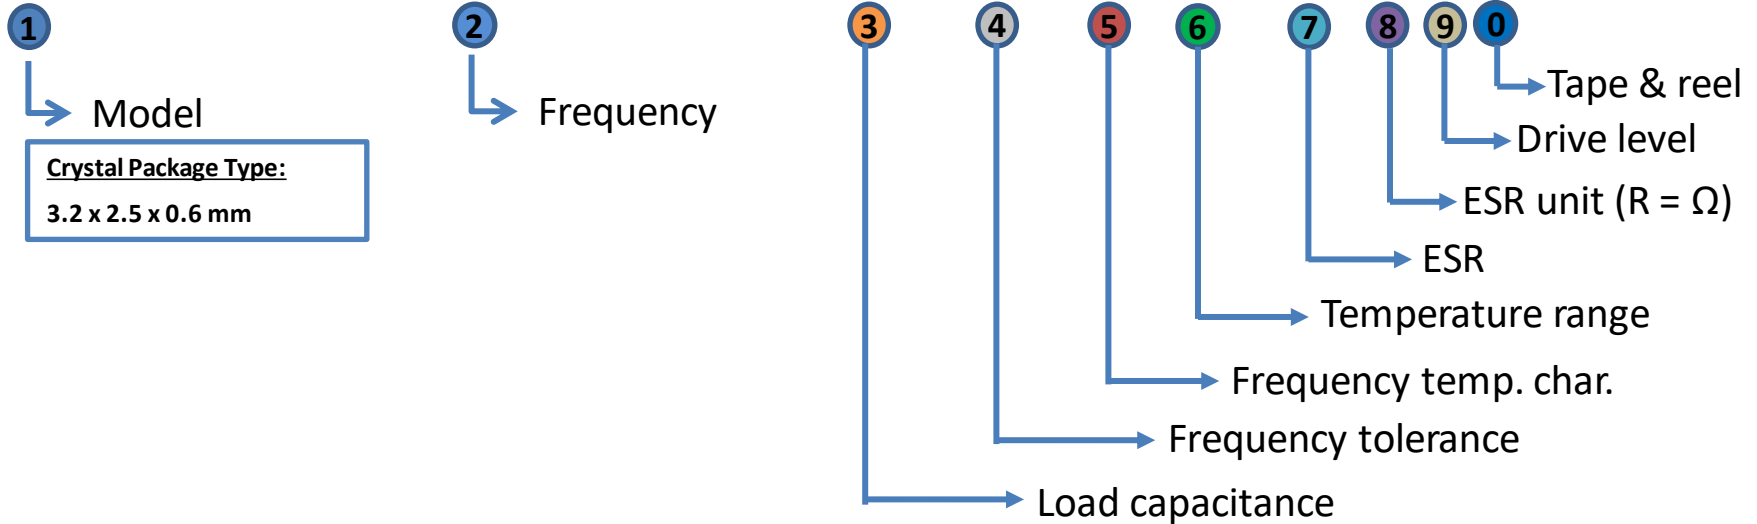 1 2 3 4 5 6 7 8 9 0
Tape & reel
Model
Frequency
Drive level
Crystal Package Type:
3.2 x 2.5 x 0.6 mm
ESR unit (R = Ω)
ESR
Temperature range
Frequency temp. char.
Frequency tolerance
Load capacitance